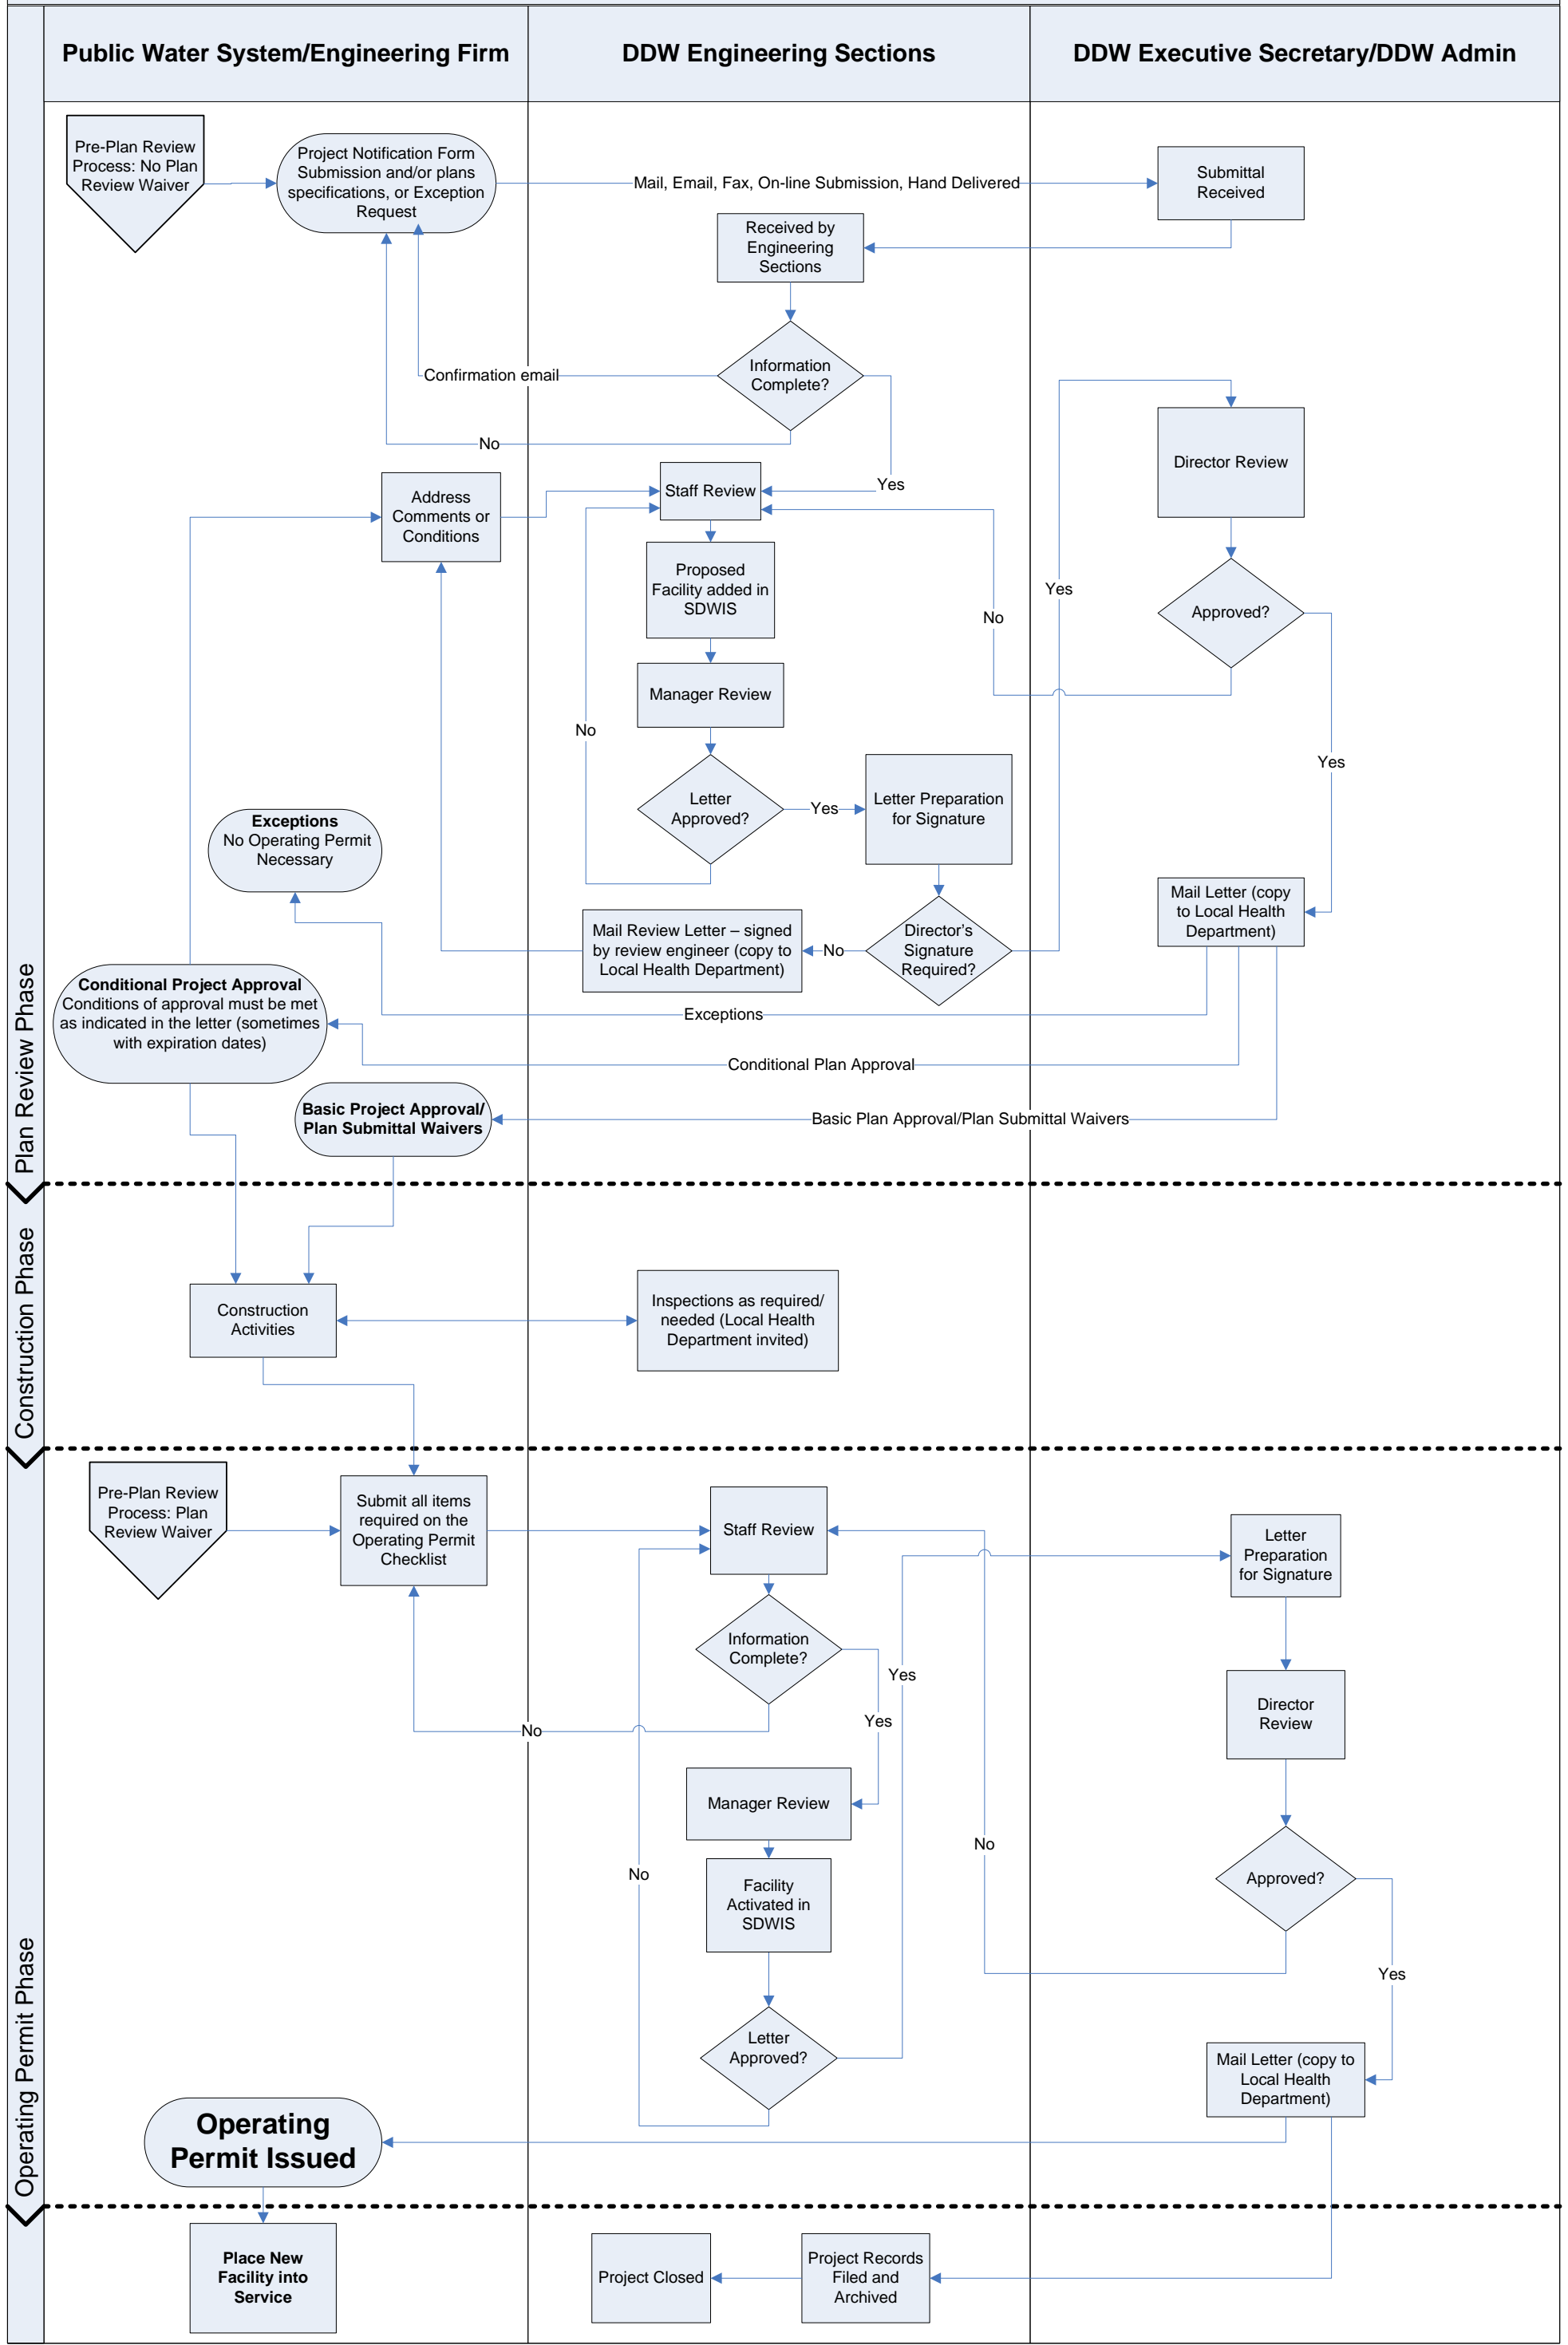 Public Water System/Engineering Firm
DDW Engineering Sections
DDW Executive Secretary/DDW Admin
Plan Review Phase
Pre-Plan Review
Process: No Plan
Review Waiver
Project Notification Form
Submission and/or plans
specifications, or Exception
Request
Mail, Email, Fax, On-line Submission, Hand Delivered
Submittal
Received
Received by
Engineering
Sections
Information
Complete?
Confirmation email
No
Yes
Address
Comments or
Conditions
Staff Review
Director Review
Proposed
Facility added in
SDWIS
Yes
No
Approved?
Manager Review
No
Yes
Letter
Approved?
Yes
Letter Preparation
for Signature
Exceptions
No Operating Permit
Necessary
Mail Letter (copy
to Local Health
Department)
Mail Review Letter – signed
by review engineer (copy to
Local Health Department)
No
Director's
Signature
Required?
Conditional Project Approval
Conditions of approval must be met
as indicated in the letter (sometimes
with expiration dates)
Exceptions
Conditional Plan Approval
Basic Project Approval/
Plan Submittal Waivers
Basic Plan Approval/Plan Submittal Waivers
Construction Phase
Construction
Activities
Inspections as required/
needed (Local Health
Department invited)
Operating Permit Phase
Pre-Plan Review
Process: Plan
Review Waiver
Submit all items
required on the
Operating Permit
Checklist
Staff Review
Letter
Preparation
for Signature
Information
Complete?
Yes
No
Yes
Director
Review
Manager Review
No
No
Facility
Activated in
SDWIS
Approved?
Yes
Letter
Approved?
Mail Letter (copy to
Local Health
Department)
Operating
Permit Issued
Place New
Facility into
Service
Project Closed
Project Records
Filed and
Archived